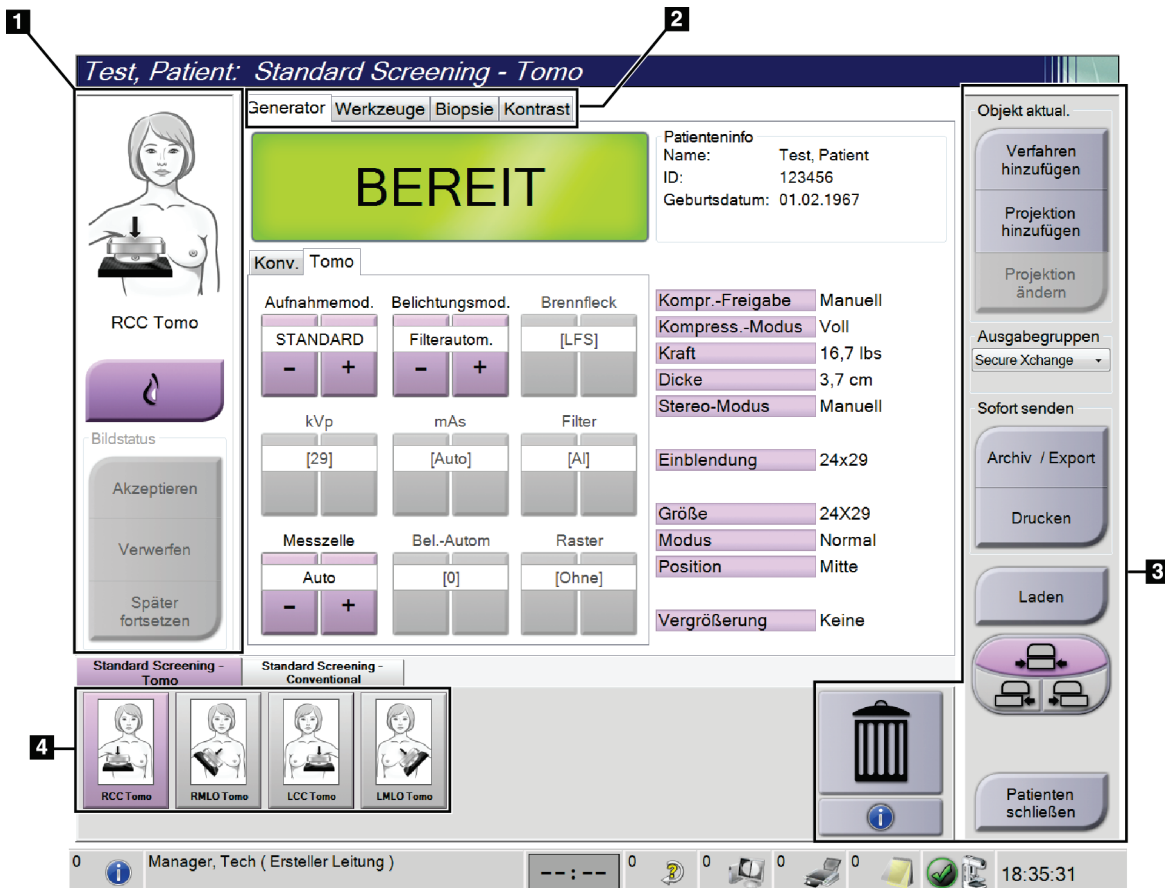 1
2
Test, Patient: Standard Screening - Tomo
Generator Werkzeuge Biopsie Kontrast
BEREIT
Patienteninfo
Name: Test, Patient
ID: 123456
Geburtsdatum: 01.02.1967
RCC Tomo
Bildstatus
Akzeptieren
Verwerfen
Später
fortsetzen
Konv. Tomo
Aufnahmemod. Belichtungsmod. Brennfleck
STANDARD Filterautom. [LFS]
- + - +
kVp mAs Filter
[29] [Auto] [Al]
Messzelle Bel.-Autom Raster
Auto [0] [Ohne]
- +
Kompr.-Freigabe Manuell
Kompress.-Modus Voll
Kraft 16,7 lbs
Dicke 3,7 cm
Stereo-Modus Manuell
Einblendung 24x29
Größe 24X29
Modus Normal
Position Mitte
Vergrößerung Keine
Objekt aktual.
Verfahren
hinzufügen
Projektion
hinzufügen
Projektion
ändern
Ausgabegruppen
Secure Xchange
Sofort senden
Archiv / Export
Drucken
3
Laden
Patienten
schließen
Standard Screening -
Tomo
Standard Screening -
Conventional
4
RCC Tomo RMLO Tomo LCC Tomo LMLO Tomo
0 Manager, Tech ( Ersteller Leitung ) --:-- 0 0 0 0 18:35:31